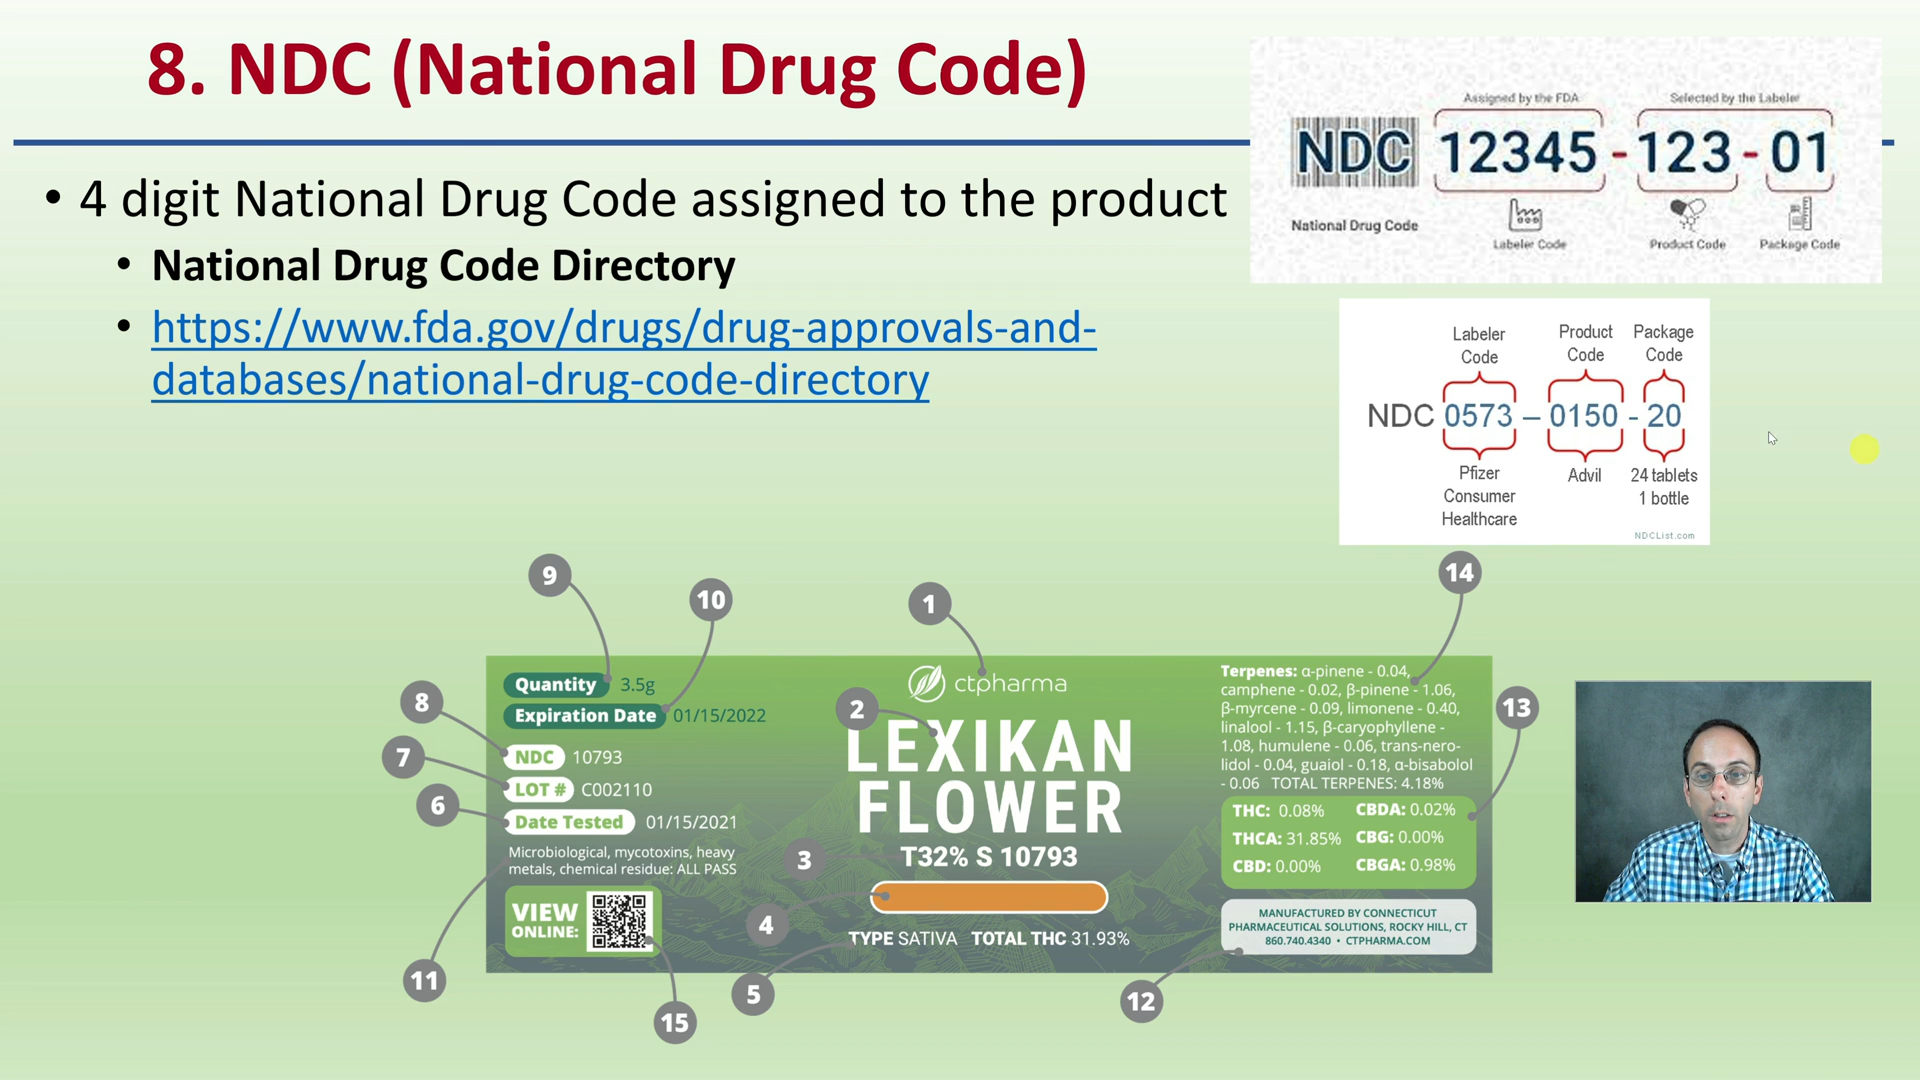 8. NDC (National Drug Code)
• 4 digit National Drug Code assigned to the product
• National Drug Code Directory
• https://www.fda.gov/drugs/drug-approvals-and-
databases/national-drug-code-directory
Assigned by the FDA
Selected by the Labeler
NDC 12345-123-01
National Drug Code
Labeler Code
Product Code
Package Code
Labeler
Code
Product
Code
Package
Code
NDC 0573 – 0150 - 20
Pfizer
Consumer
Healthcare
Advil
24 tablets
1 bottle
NDCList.com
9
10
1
14
8
7
6
2
3
4
5
11
15
12
13
Quantity 3.5g
Expiration Date 01/15/2022
NDC 10793
LOT # C002110
Date Tested 01/15/2021
Microbiological, mycotoxins, heavy
metals, chemical residue: ALL PASS
VIEW
ONLINE:
ctpharma
LEXIKAN
FLOWER
T32% S 10793
TYPE SATIVA TOTAL THC 31.93%
Terpenes: α-pinene - 0.04,
camphene - 0.02, β-pinene - 1.06,
β-myrcene - 0.09, limonene - 0.40,
linalool - 1.15, β-caryophyllene -
1.08, humulene - 0.06, trans-nero-
lidol - 0.04, guaiol - 0.18, α-bisabolol
- 0.06 TOTAL TERPENES: 4.18%
THC: 0.08% CBDA: 0.02%
THCA: 31.85% CBG: 0.00%
CBD: 0.00% CBGA: 0.98%
MANUFACTURED BY CONNECTICUT
PHARMACEUTICAL SOLUTIONS, ROCKY HILL, CT
860.740.4340 • CTPHARMA.COM